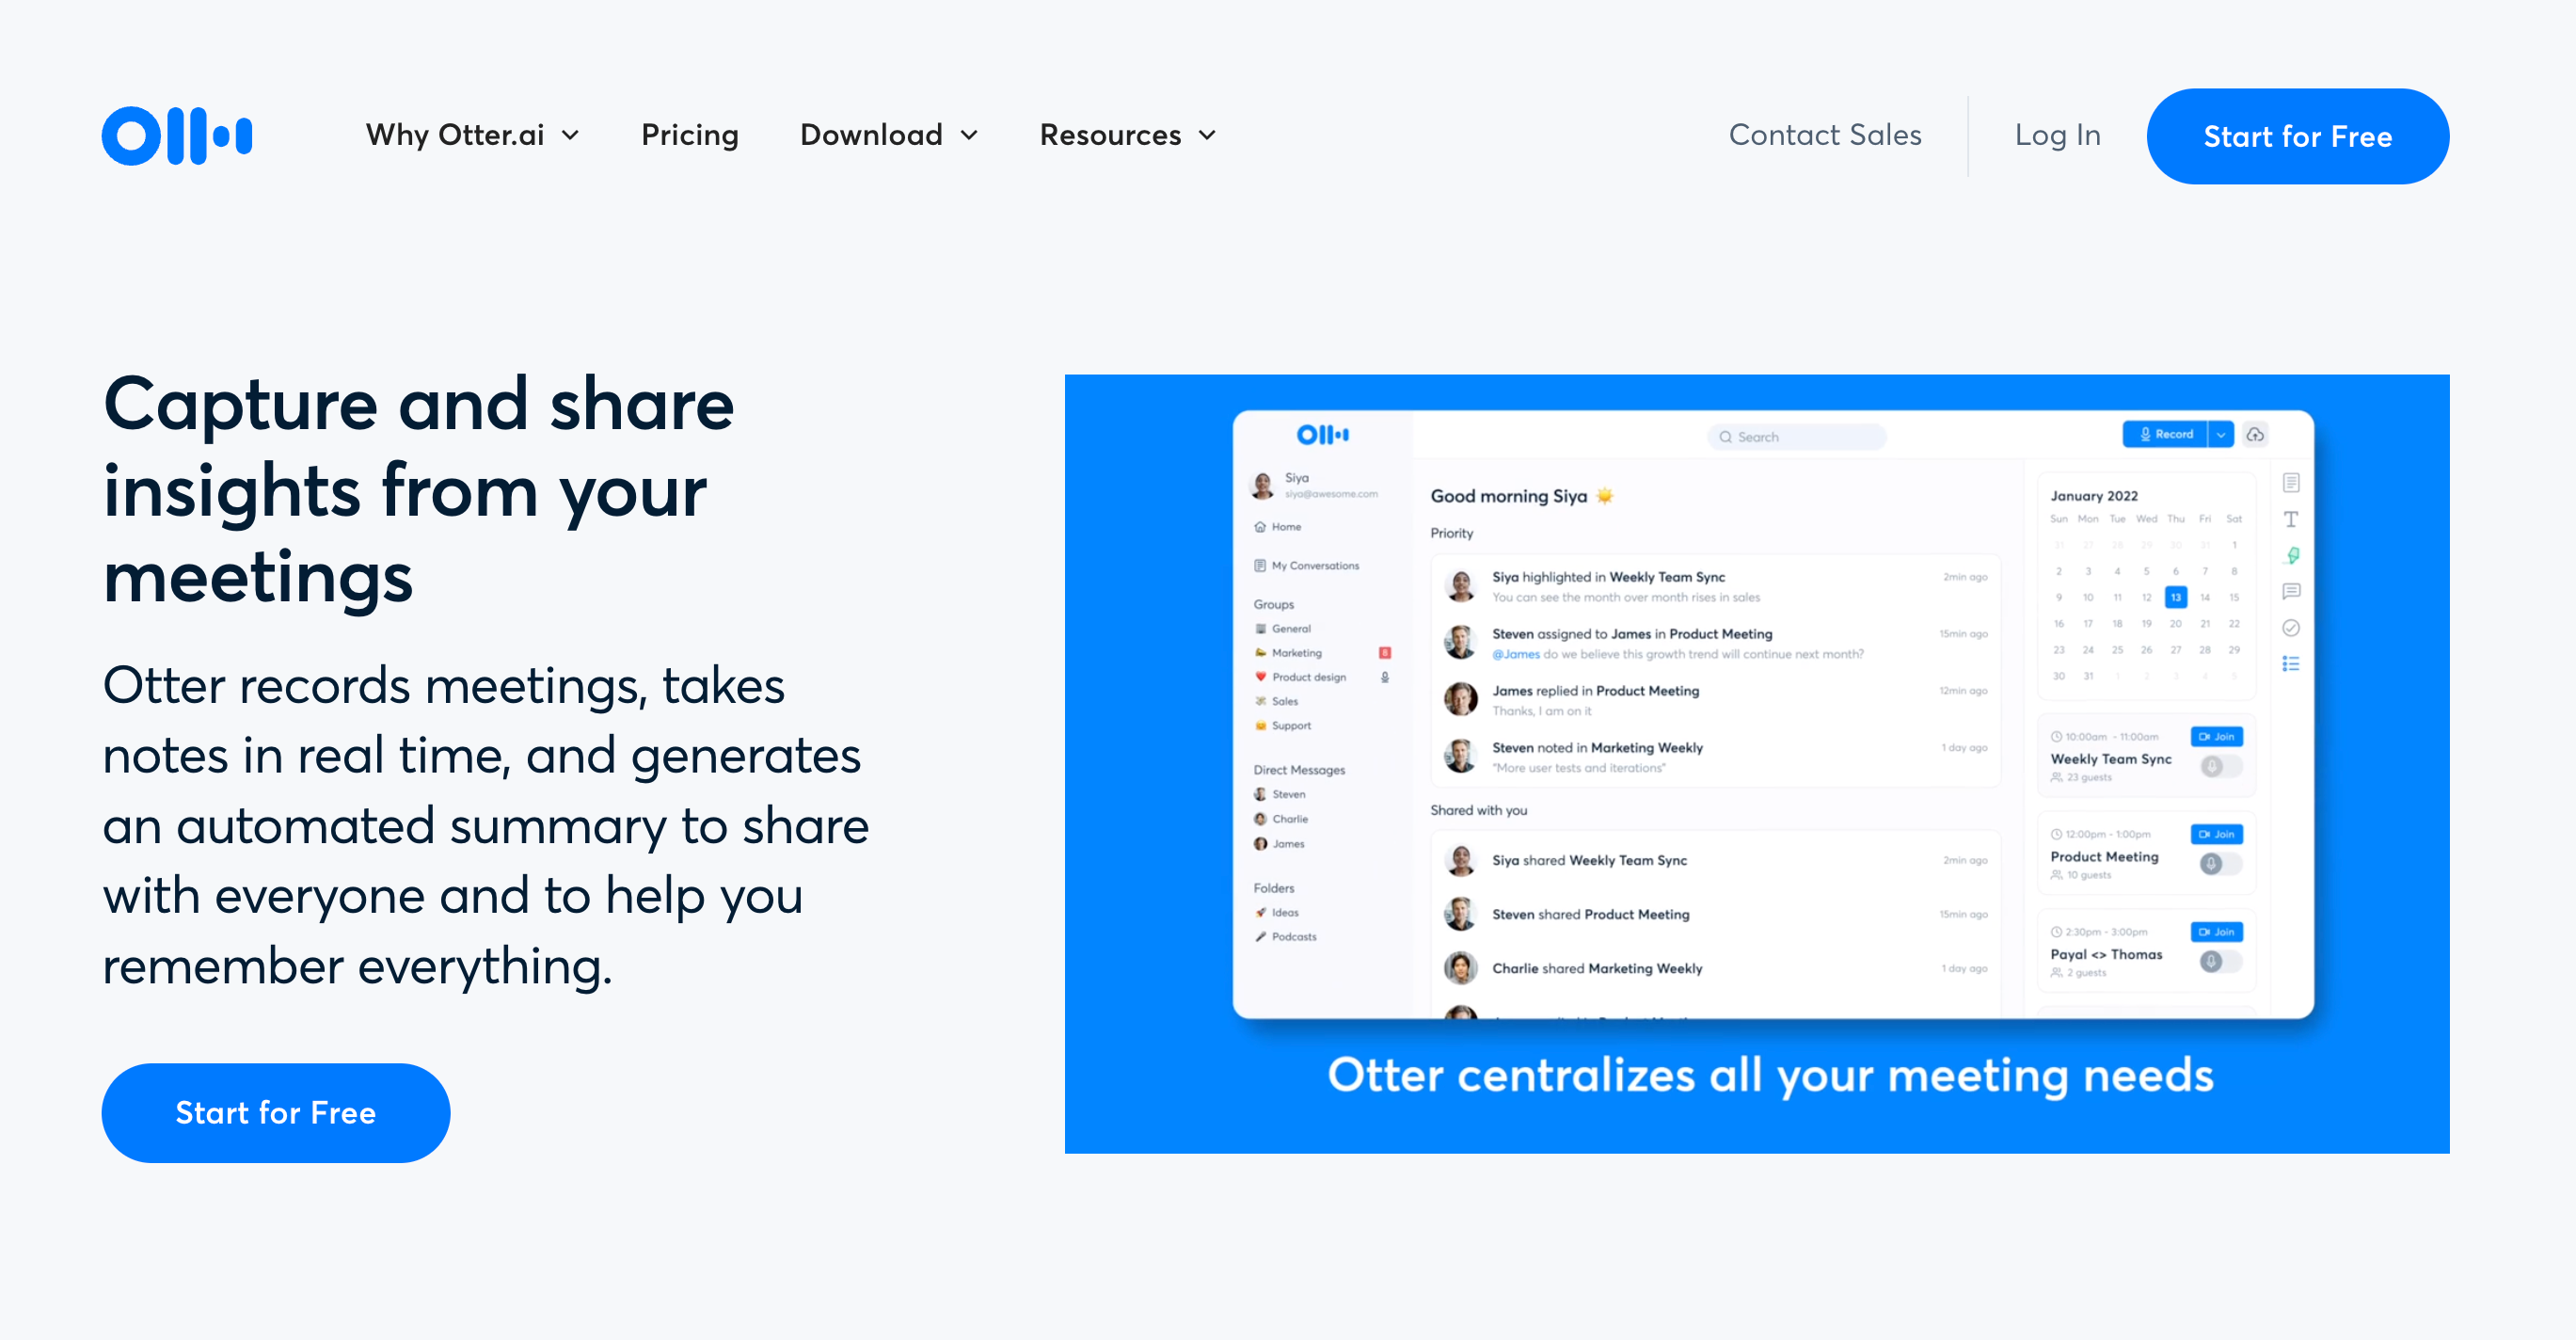 Why Otter.ai
Pricing
Download
Resources
Contact Sales
Log In
Start for Free
Capture and share
insights from your
meetings
Otter records meetings, takes
notes in real time, and generates
an automated summary to share
with everyone and to help you
remember everything.
Start for Free
Search
Record
Siya
siya@awesome.com
Home
My Conversations
Groups
General
Marketing
Product design
Sales
Support
Direct Messages
Steven
Charlie
James
Folders
Ideas
Podcasts
Good morning Siya
Priority
Siya highlighted in Weekly Team Sync 2min ago
You can see the month over month rises in sales
Steven assigned to James in Product Meeting 15min ago
@James do we believe this growth trend will continue next month?
James replied in Product Meeting 12min ago
Thanks, I am on it
Steven noted in Marketing Weekly 1 day ago
"More user tests and iterations"
Shared with you
Siya shared Weekly Team Sync 2min ago
Steven shared Product Meeting 15min ago
Charlie shared Marketing Weekly 1 day ago
January 2022
Sun Mon Tue Wed Thu Fri Sat
31 27 28 29 30 31 1
2 3 4 5 6 7 8
9 10 11 12 13 14 15
16 17 18 19 20 21 22
23 24 25 26 27 28 29
30 31 1 2 3 4 5
10:00am - 11:00am Join
Weekly Team Sync
23 guests
12:00pm - 1:00pm Join
Product Meeting
10 guests
2:30pm - 3:00pm Join
Payal <> Thomas
2 guests
Otter centralizes all your meeting needs